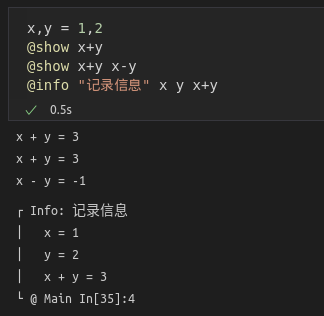 x,y = 1,2
@show x+y
@show x+y x-y
@info "记录信息" x y x+y
✓ 0.5s
x + y = 3
x + y = 3
x - y = -1
┌ Info: 记录信息
│   x = 1
│   y = 2
│   x + y = 3
└ @ Main In[35]:4